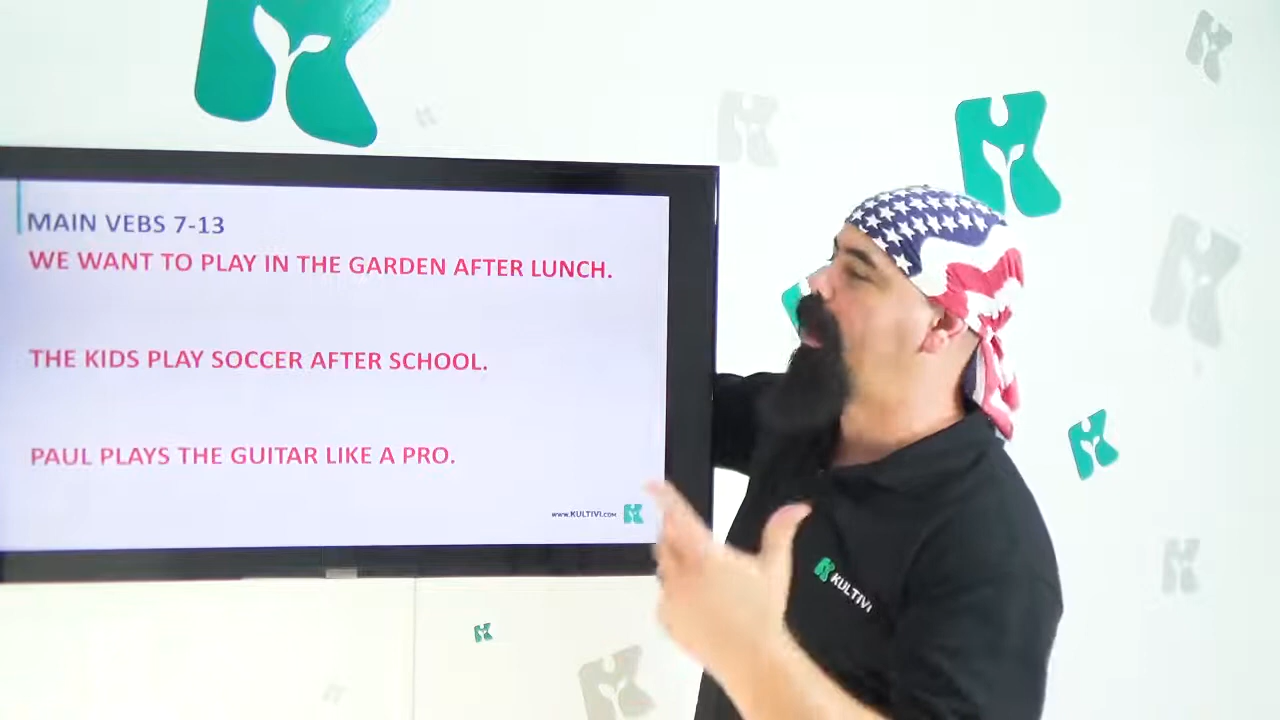 MAIN VEBS 7-13
WE WANT TO PLAY IN THE GARDEN AFTER LUNCH.
THE KIDS PLAY SOCCER AFTER SCHOOL.
PAUL PLAYS THE GUITAR LIKE A PRO.
www.KULTIVI.COM
KULTIVI